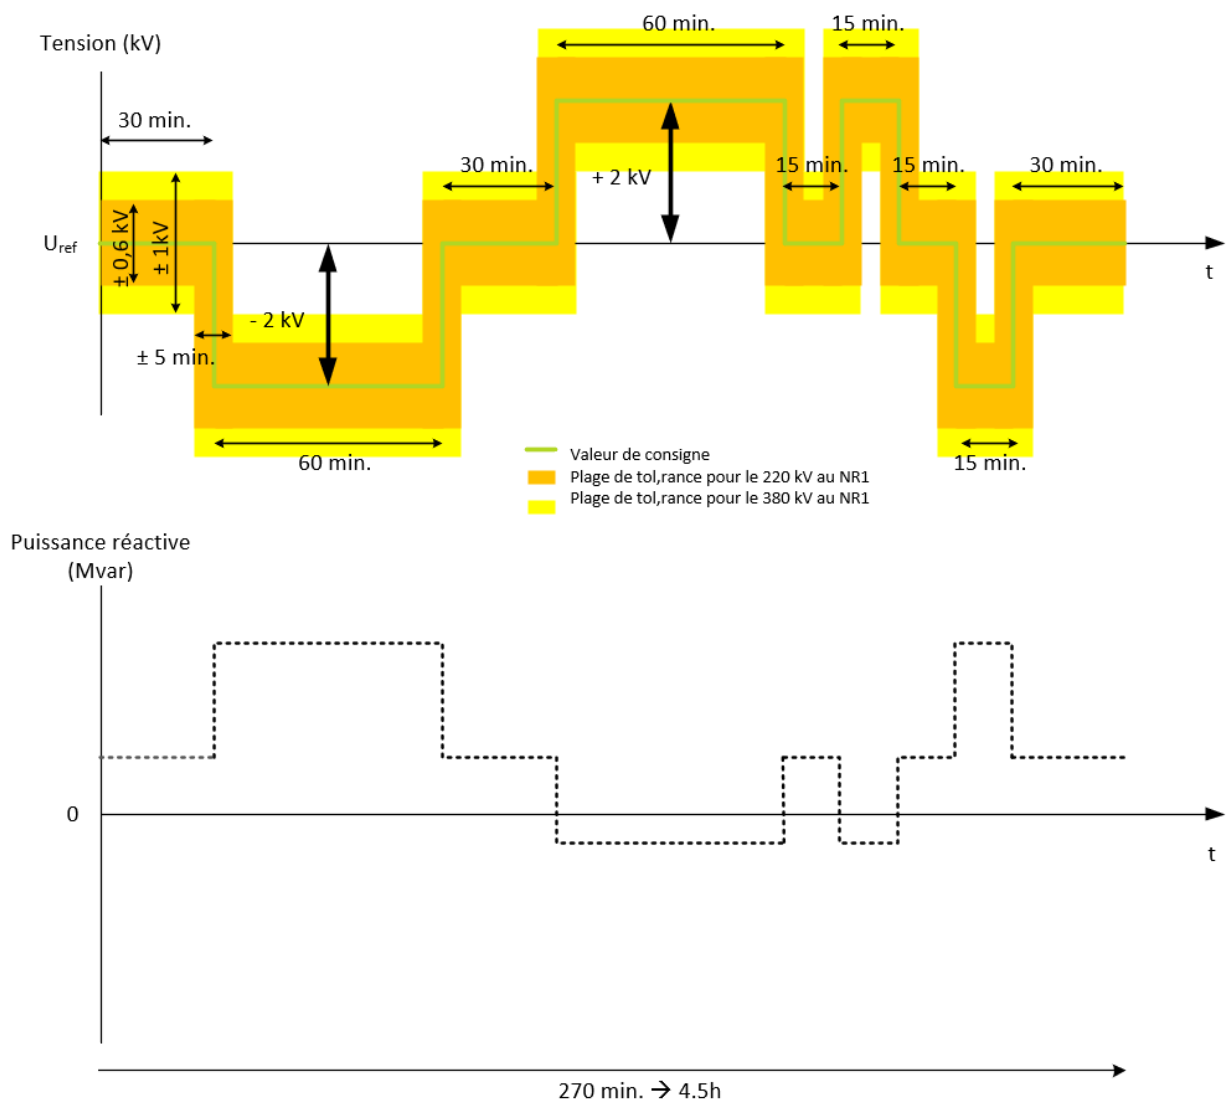 60 min.
15 min.
Tension (kV)
30 min.
30 min.
+ 2 kV
15 min.
15 min.
30 min.
± 0,6 kV
± 1kV
Uref
t
- 2 kV
± 5 min.
60 min.
15 min.
Valeur de consigne
Plage de tol,rance pour le 220 kV au NR1
Plage de tol,rance pour le 380 kV au NR1
Puissance réactive
(Mvar)
0
t
270 min. → 4.5h